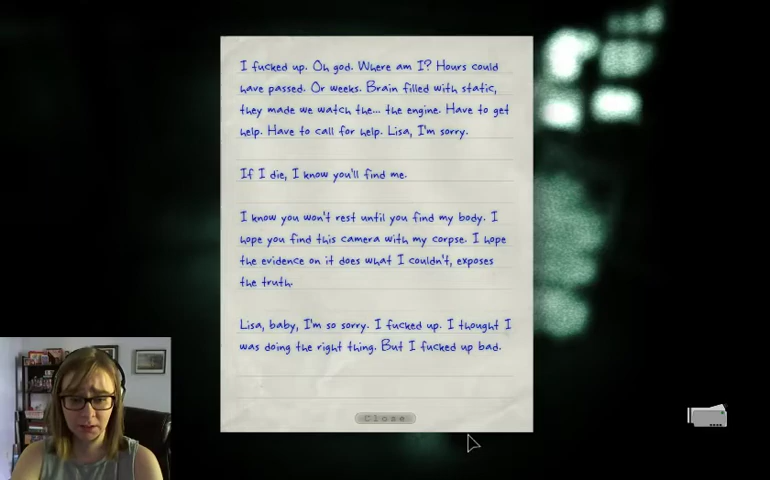 I fucked up. Oh god. Where am I? Hours could
have passed. Or weeks. Brain filled with static,
they made we watch the... the engine. Have to get
help. Have to call for help. Lisa, I'm sorry.
If I die, I know you'll find me.
I know you won't rest until you find my body. I
hope you find this camera with my corpse. I hope
the evidence on it does what I couldn't, exposes
the truth.
Lisa, baby, I'm so sorry. I fucked up. I thought I
was doing the right thing. But I fucked up bad.
Close